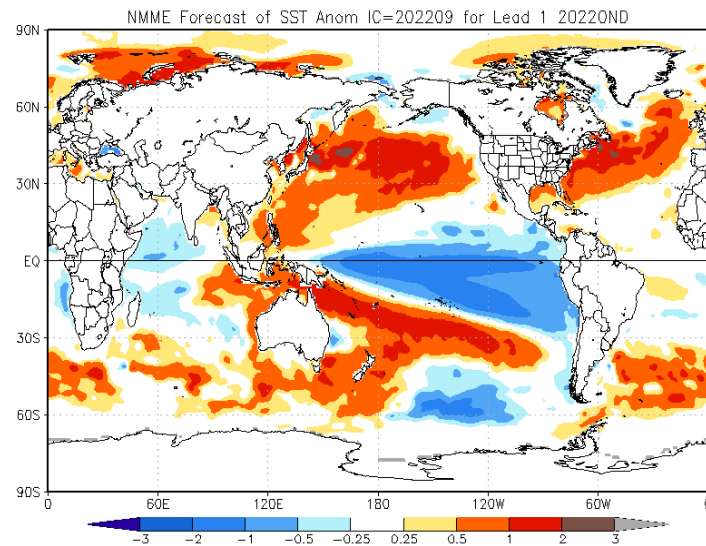 NMME Forecast of SST Anom IC=202209 for Lead 1 2022OND
90N
60N
30N
EQ
30S
60S
90S
0 60E 120E 180 120W 60W 0
-3 -2 -1 -0.5 -0.25 0.25 0.5 1 2 3